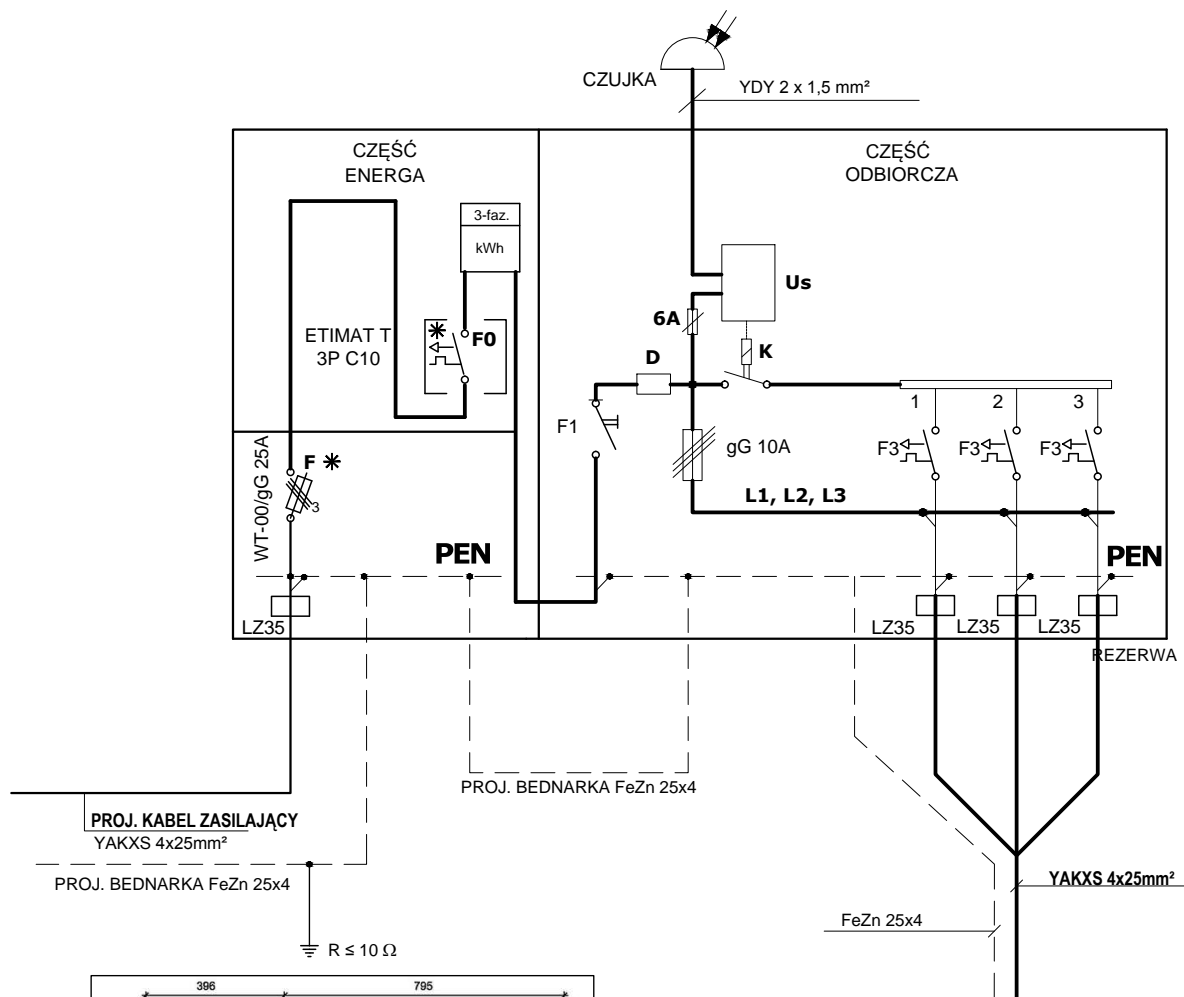 CZUJKA
YDY 2 x 1,5 mm²
CZĘŚĆ
ENERGA
CZĘŚĆ
ODBIORCZA
3-faz.
kWh
Us
ETIMAT T
3P C10
F0
6A
K
D
1 2 3
F1
gG 10A
F3 F3 F3
WT-00/gG 25A
F
3
L1, L2, L3
PEN
PEN
LZ35
LZ35 LZ35 LZ35
REZERWA
PROJ. BEDNARKA FeZn 25x4
PROJ. KABEL ZASILAJĄCY
YAKXS 4x25mm²
PROJ. BEDNARKA FeZn 25x4
YAKXS 4x25mm²
FeZn 25x4
R ≤ 10 Ω
396 795